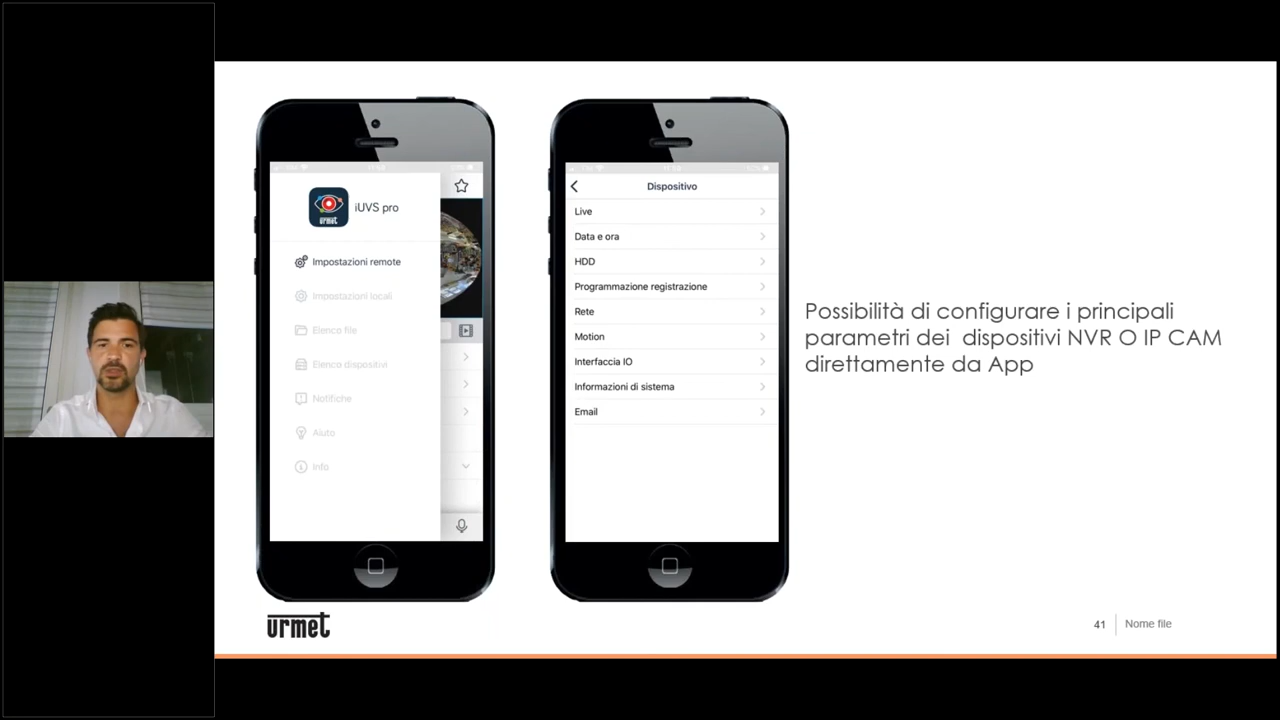 urmet
iUVS pro
Impostazioni remote
Impostazioni locali
Elenco file
Elenco dispositivi
Notifiche
Aiuto
Info
Dispositivo
Live
Data e ora
HDD
Programmazione registrazione
Rete
Motion
Interfaccia IO
Informazioni di sistema
Email
Possibilità di configurare i principali
parametri dei dispositivi NVR O IP CAM
direttamente da App
urmet
41
Nome file